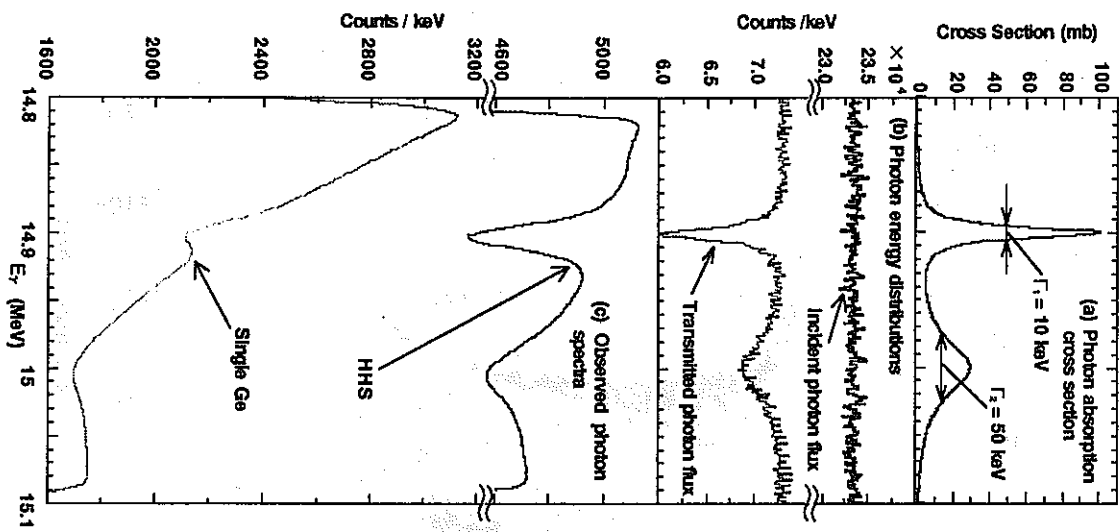 (a) Photon absorption
cross section
Γ₁ = 10 keV
Γ₂ = 50 keV
Cross Section (mb)
100
80
60
40
20
0
(b) Photon energy distributions
Incident photon flux
Transmitted photon flux
Counts /keV
× 10⁴
23.5
23.0
7.0
6.5
6.0
(c) Observed photon
spectra
HHS
Single Ge
Counts / keV
5000
4600
3200
2800
2400
2000
1600
14.8
14.9
15
15.1
Eγ (MeV)